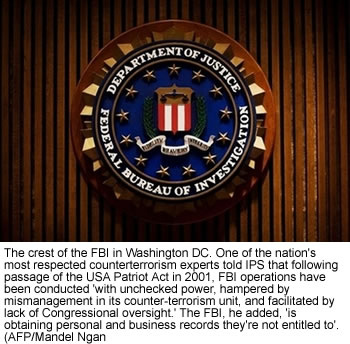 DEPARTMENT OF JUSTICE
FIDELITY BRAVERY INTEGRITY
FEDERAL BUREAU OF INVESTIGATION
The crest of the FBI in Washington DC. One of the nation's
most respected counterterrorism experts told IPS that following
passage of the USA Patriot Act in 2001, FBI operations have
been conducted 'with unchecked power, hampered by
mismanagement in its counter-terrorism unit, and facilitated by
lack of Congressional oversight.' The FBI, he added, 'is
obtaining personal and business records they're not entitled to'.
(AFP/Mandel Ngan